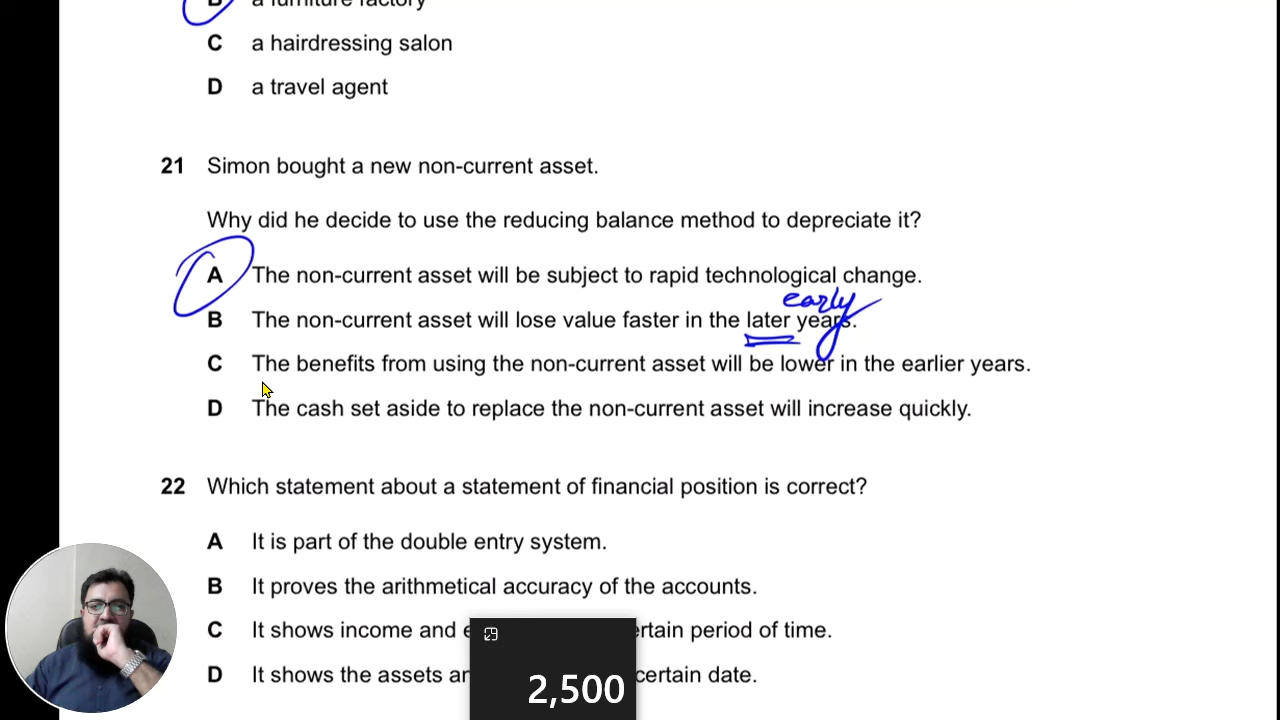 B a furniture factory
C a hairdressing salon
D a travel agent
21 Simon bought a new non-current asset.
Why did he decide to use the reducing balance method to depreciate it?
A The non-current asset will be subject to rapid technological change.
early
B The non-current asset will lose value faster in the later years.
C The benefits from using the non-current asset will be lower in the earlier years.
D The cash set aside to replace the non-current asset will increase quickly.
22 Which statement about a statement of financial position is correct?
A It is part of the double entry system.
B It proves the arithmetical accuracy of the accounts.
C It shows income and period of time.
D It shows the assets certain date.
2,500